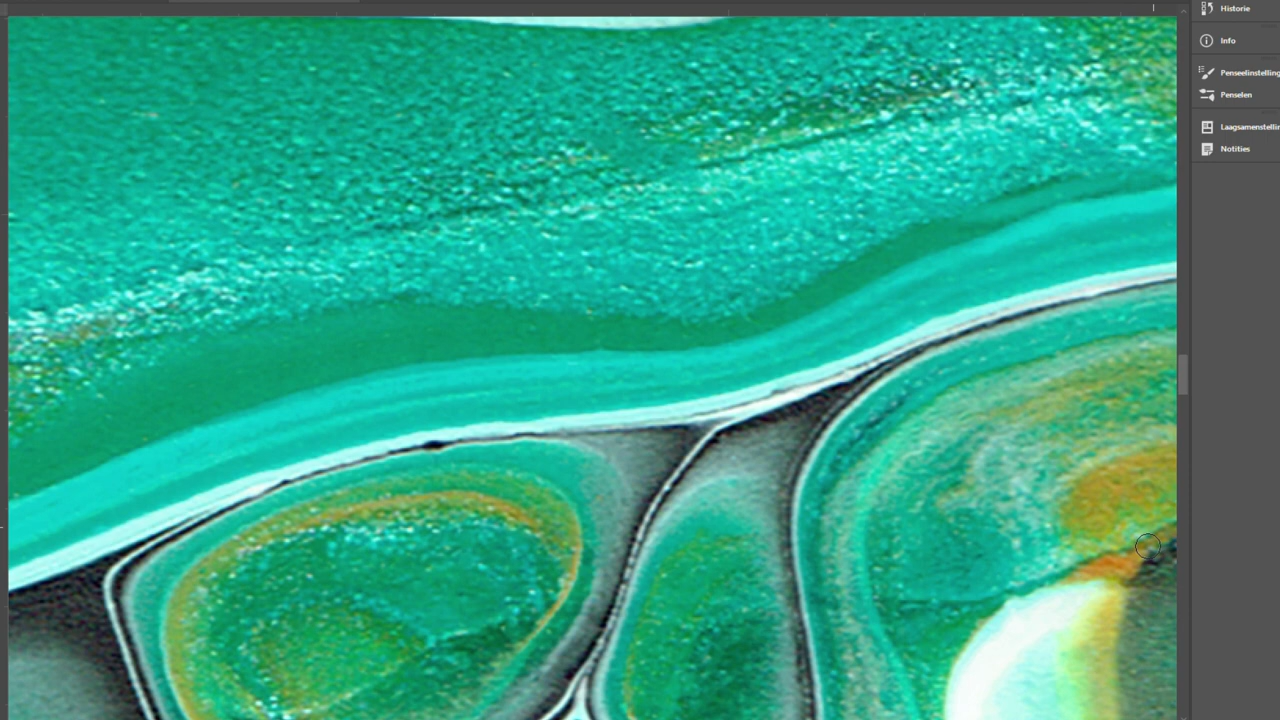 Historie
Info
Penseelinstelling
Penselen
Laagsamenstellin
Notities